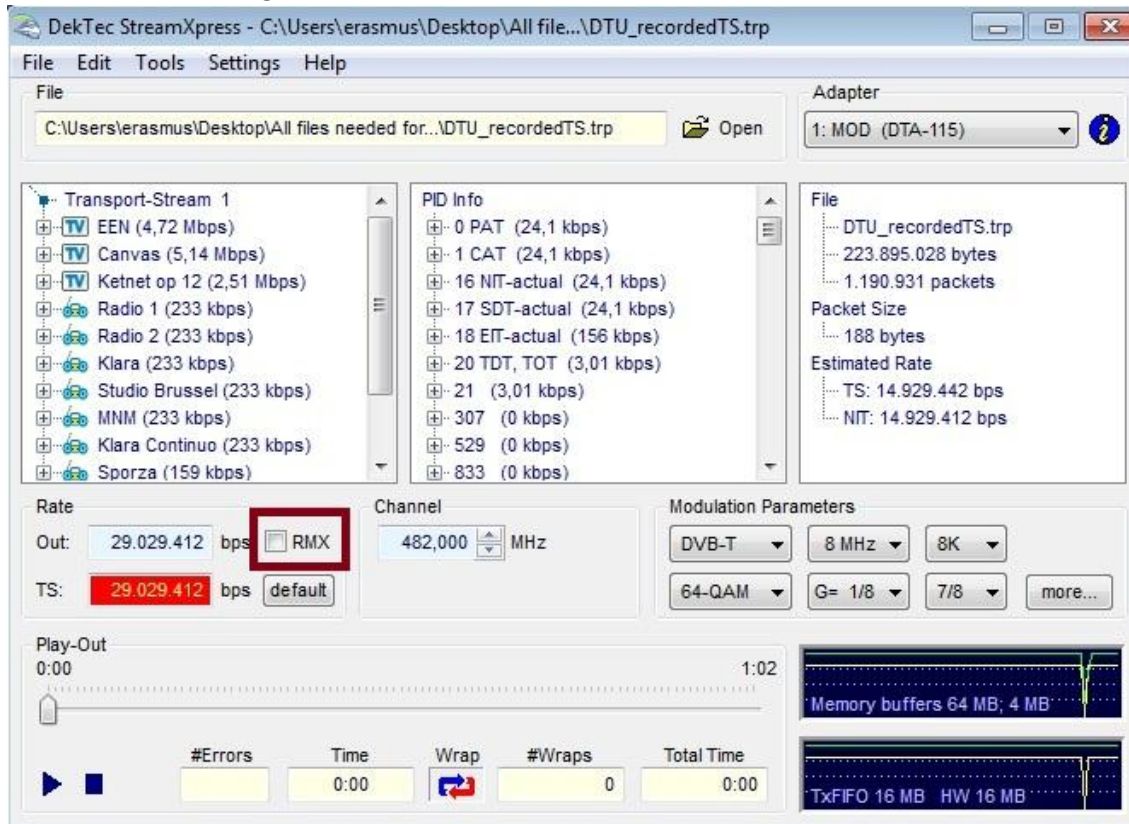 DekTec StreamXpress - C:\Users\erasmus\Desktop\All file...\DTU_recordedTS.trp
File Edit Tools Settings Help
File
C:\Users\erasmus\Desktop\All files needed for...\DTU_recordedTS.trp
Open
Adapter
1: MOD (DTA-115)
Transport-Stream 1
TV EEN (4,72 Mbps)
TV Canvas (5,14 Mbps)
TV Ketnet op 12 (2,51 Mbps)
Radio 1 (233 kbps)
Radio 2 (233 kbps)
Klara (233 kbps)
Studio Brussel (233 kbps)
MNM (233 kbps)
Klara Continuo (233 kbps)
Sporza (159 kbps)
PID Info
0 PAT (24,1 kbps)
1 CAT (24,1 kbps)
16 NIT-actual (24,1 kbps)
17 SDT-actual (24,1 kbps)
18 EIT-actual (156 kbps)
20 TDT, TOT (3,01 kbps)
21 (3,01 kbps)
307 (0 kbps)
529 (0 kbps)
833 (0 kbps)
File
DTU_recordedTS.trp
223.895.028 bytes
1.190.931 packets
Packet Size
188 bytes
Estimated Rate
TS: 14.929.442 bps
NIT: 14.929.412 bps
Rate
Out: 29.029.412 bps RMX
TS: 29.029.412 bps default
Channel
482,000 MHz
Modulation Parameters
DVB-T 8 MHz 8K
64-QAM G= 1/8 7/8 more...
Play-Out
0:00 1:02
#Errors Time Wrap #Wraps Total Time
0:00 0 0:00
Memory buffers 64 MB; 4 MB
TxFIFO 16 MB HW 16 MB